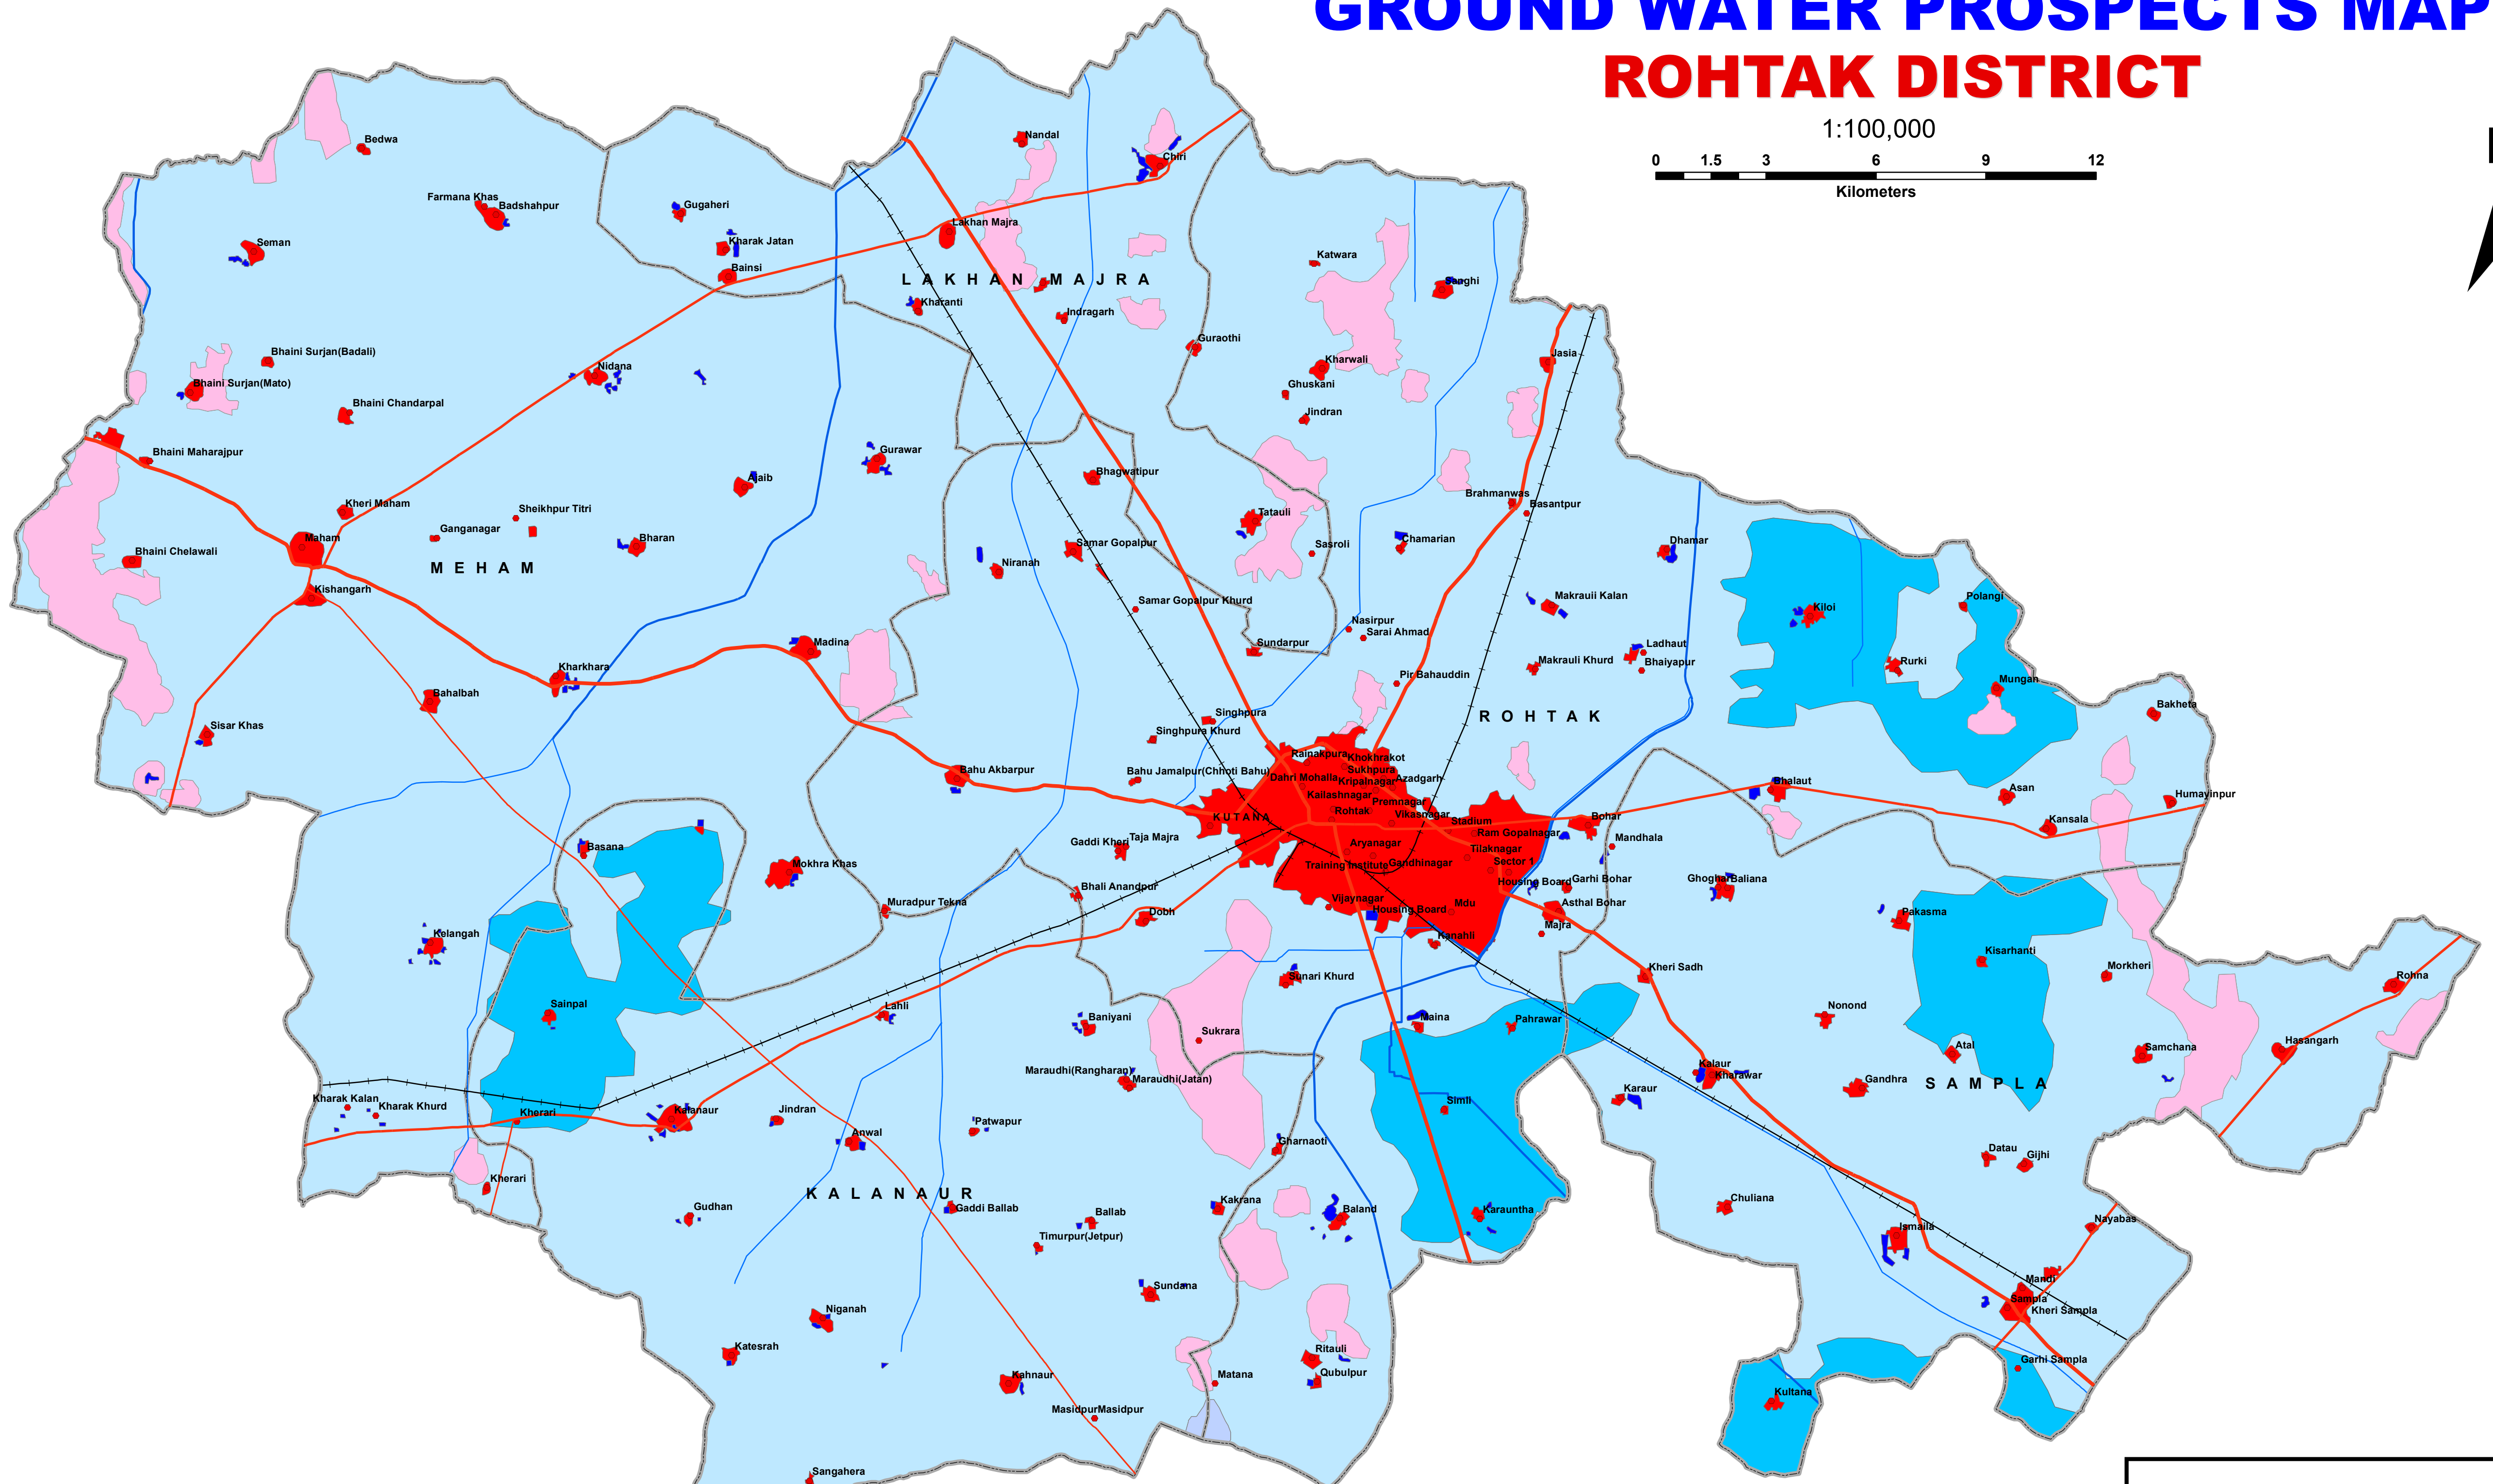 GROUND WATER PROSPECTS MAP
ROHTAK DISTRICT
1:100,000
0 1.5 3 6 9 12
Kilometers
Bedwa
Nandal
Chiri
Farmana Khas
Badshahpur
Gugaheri
Kharak Jatan
Seman
Lakhan Majra
Bainsi
Katwara
LAKHAN MAJRA
Sanghi
Kharanti
Indragarh
Guraothi
Bhaini Surjan(Badali)
Nidana
Kharwali
Jasia
Bhaini Surjan(Mato)
Ghuskani
Bhaini Chandarpal
Jindran
Bhaini Maharajpur
Gurawar
Bhagwatipur
Ajaib
Brahmanwas
Basantpur
Kheri Maham
Sheikhpur Titri
Tatauli
Ganganagar
Maham
Bharan
Samar Gopalpur
Sasroli
Chamarian
Dhamar
Bhaini Chelawali
MEHAM
Niranah
Kishangarh
Samar Gopalpur Khurd
Makrauii Kalan
Kiloi
Polangi
Nasirpur
Sarai Ahmad
Madina
Sundarpur
Ladhaut
Bhaiyapur
Makrauli Khurd
Rurki
Kharkhara
Pir Bahauddin
Mungan
Bahalbah
Bakheta
Sisar Khas
Singhpura
ROHTAK
Singhpura Khurd
Rainakpura
Khokhrakot
Sukhpura
Bahu Akbarpur
Bahu Jamalpur(Chhoti Bahu)
Dahri Mohalla
Kripalnagar
Azadgarh
Bhalaut
Asan
Humayinpur
Kailashnagar
Premnagar
KUTANA
Rohtak
Vikasnagar
Stadium
Bohar
Kansala
Ram Gopalnagar
Mandhala
Gaddi Kheri
Taja Majra
Aryanagar
Tilaknagar
Basana
Mokhra Khas
Training Institute
Gandhinagar
Sector 1
Housing Board
Garhi Bohar
Ghoghar
Baliana
Bhali Anandpur
Muradpur Tekna
Vijaynagar
Housing Board
Mdu
Asthal Bohar
Dobh
Pakasma
Majra
Kelangah
Kanahli
Kisarhanti
Kheri Sadh
Morkheri
Rohna
Sunari Khurd
Sainpal
Lahli
Baniyani
Maina
Pahrawar
Nonond
Sukrara
Hasangarh
Atal
Samchana
Maraudhi(Rangharan)
Maraudhi(Jatan)
Kalaur
Kharawar
Gandhra
SAMPLA
Kharak Kalan
Kharak Khurd
Kherari
Kalanaur
Jindran
Simli
Karaur
Patwapur
Anwal
Gharnaoti
Datau
Gijhi
Kherari
KALANAUR
Gudhan
Gaddi Ballab
Ballab
Kakrana
Baland
Karauntha
Chuliana
Nayabas
Timurpur(Jetpur)
Ismaila
Sundana
Mandi
Sampla
Kheri Sampla
Niganah
Katesrah
Ritauli
Garhi Sampla
Kahnaur
Matana
Qubulpur
Kultana
MasidpurMasidpur
Sangahera